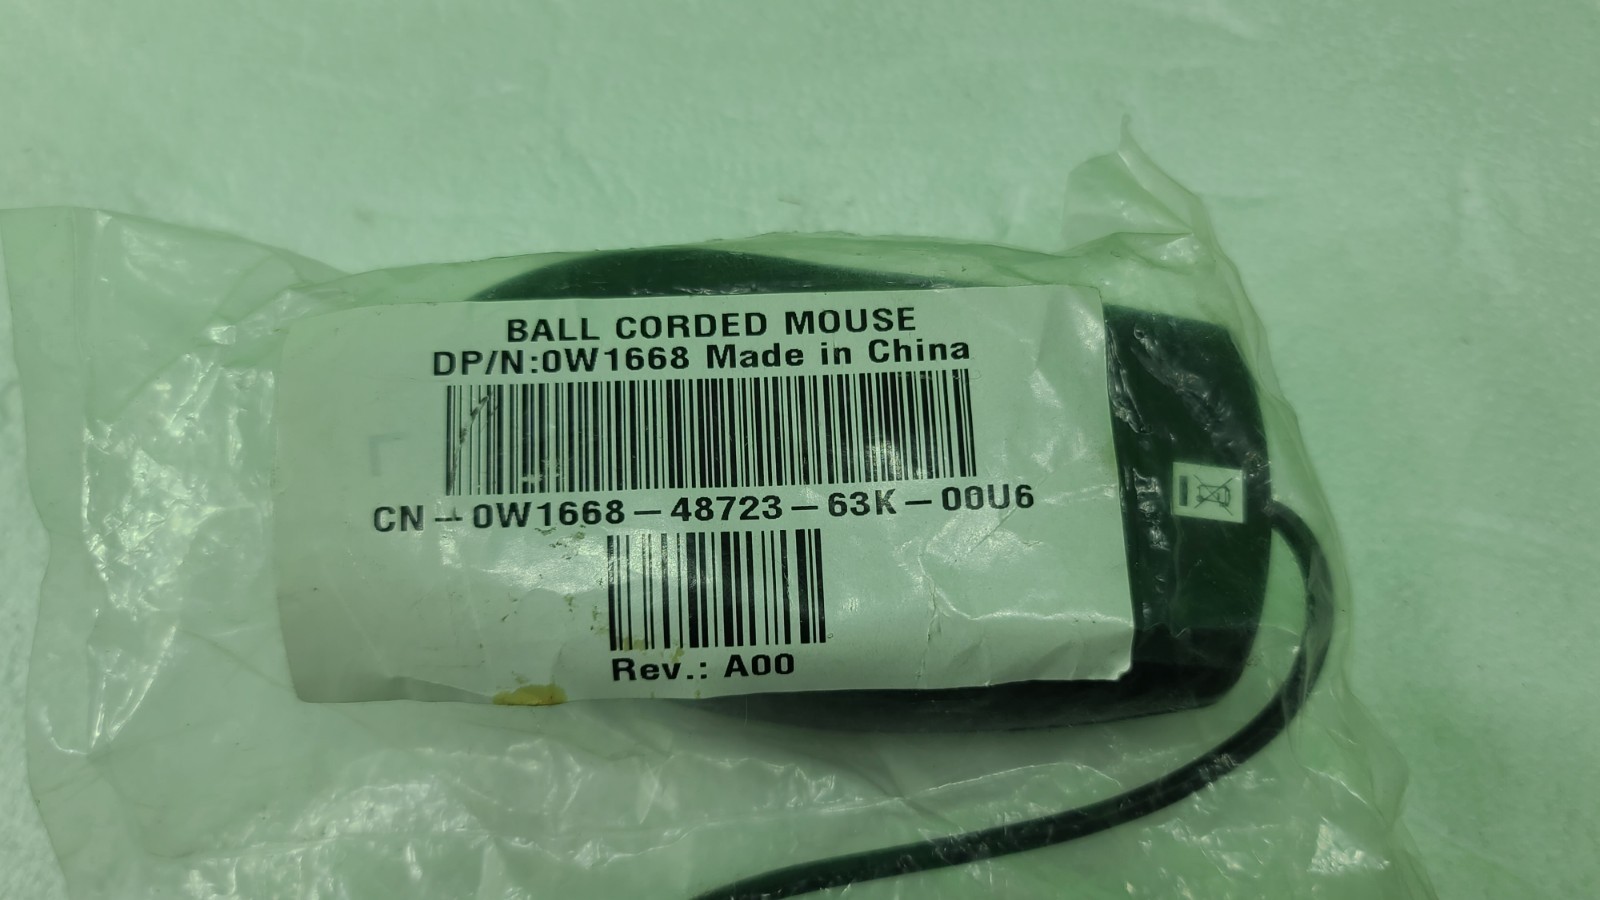 BALL CORDED MOUSE
DP/N:0W1668 Made in China
CN-0W1668-48723-63K-00U6
Rev.: A00